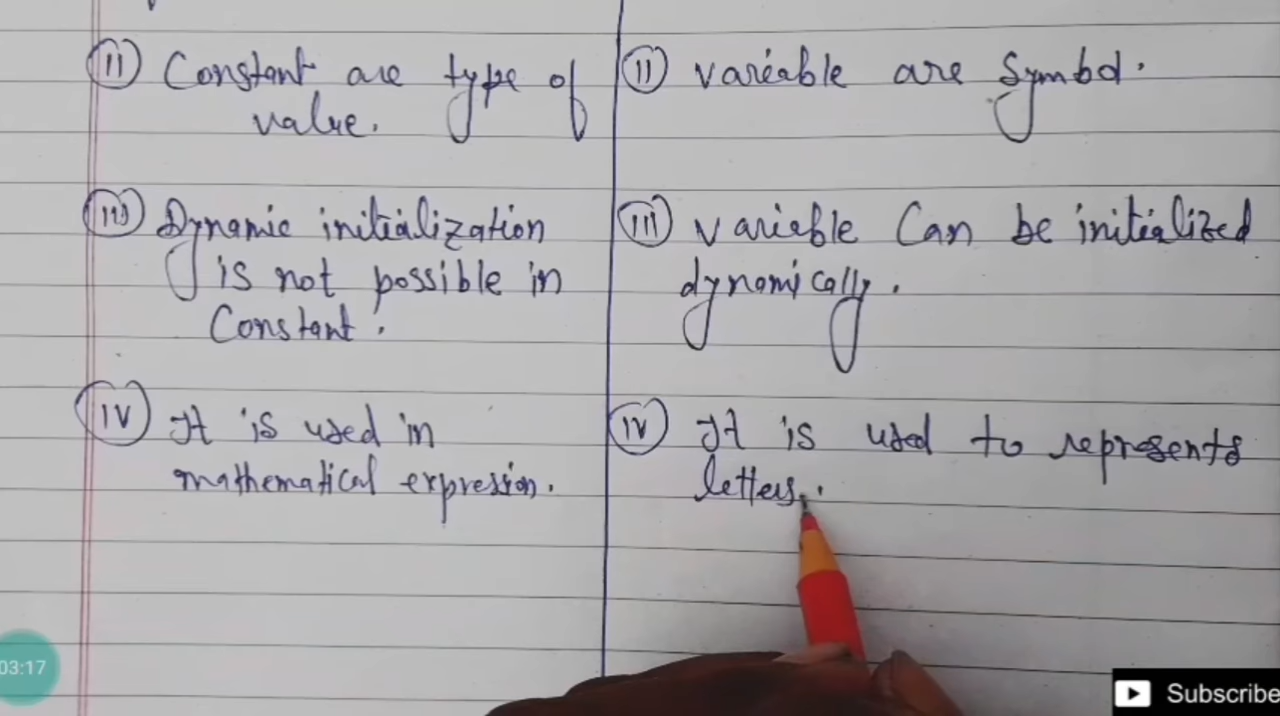 (II) Constant are type of
value.
(III) Dynamic initialization
is not possible in
Constant.
(IV) It is used in
mathematical expression.
(II) variable are Symbol.
(III) variable Can be initialized
dynamically.
(IV) It is used to represents
letters.
03:17
Subscribe